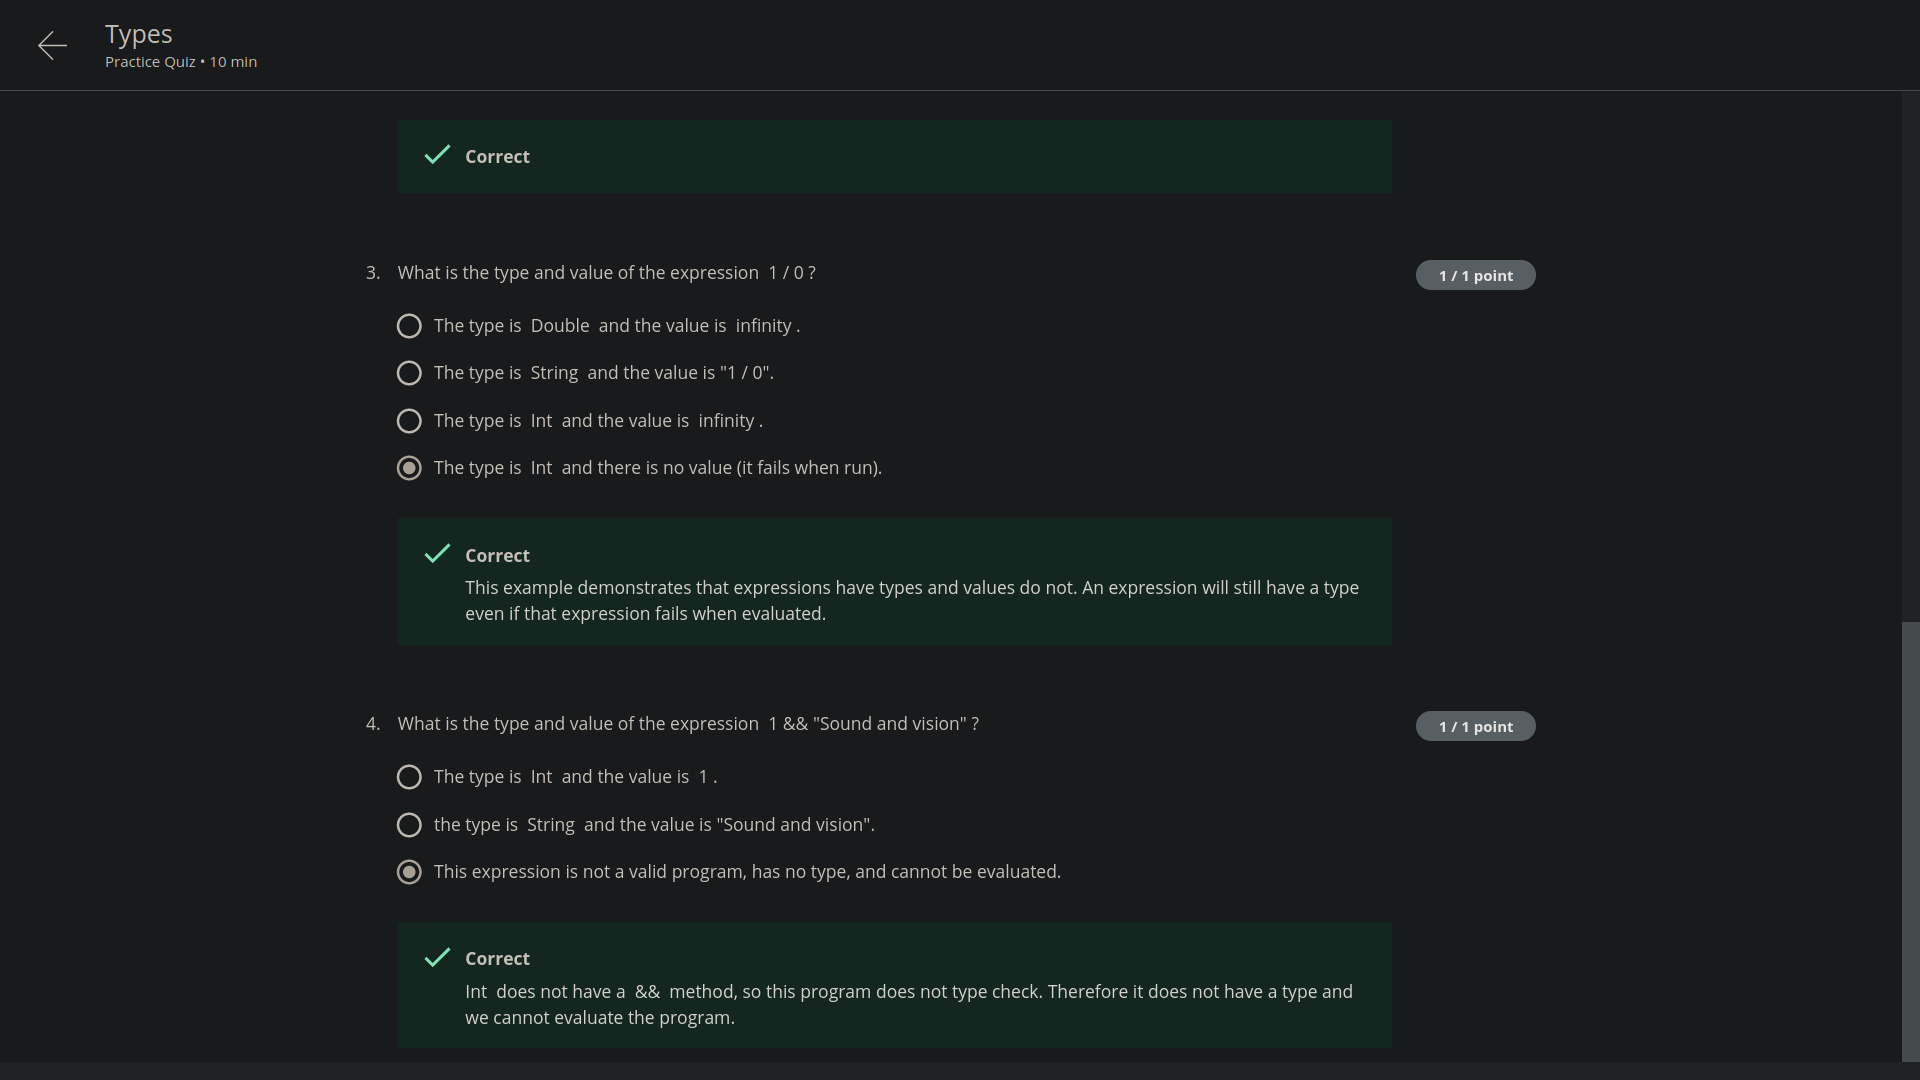 Types
Practice Quiz • 10 min
Correct
3. What is the type and value of the expression 1 / 0 ?
1 / 1 point
The type is Double and the value is infinity .
The type is String and the value is "1 / 0".
The type is Int and the value is infinity .
The type is Int and there is no value (it fails when run).
Correct
This example demonstrates that expressions have types and values do not. An expression will still have a type
even if that expression fails when evaluated.
4. What is the type and value of the expression 1 && "Sound and vision" ?
1 / 1 point
The type is Int and the value is 1 .
the type is String and the value is "Sound and vision".
This expression is not a valid program, has no type, and cannot be evaluated.
Correct
Int does not have a && method, so this program does not type check. Therefore it does not have a type and
we cannot evaluate the program.